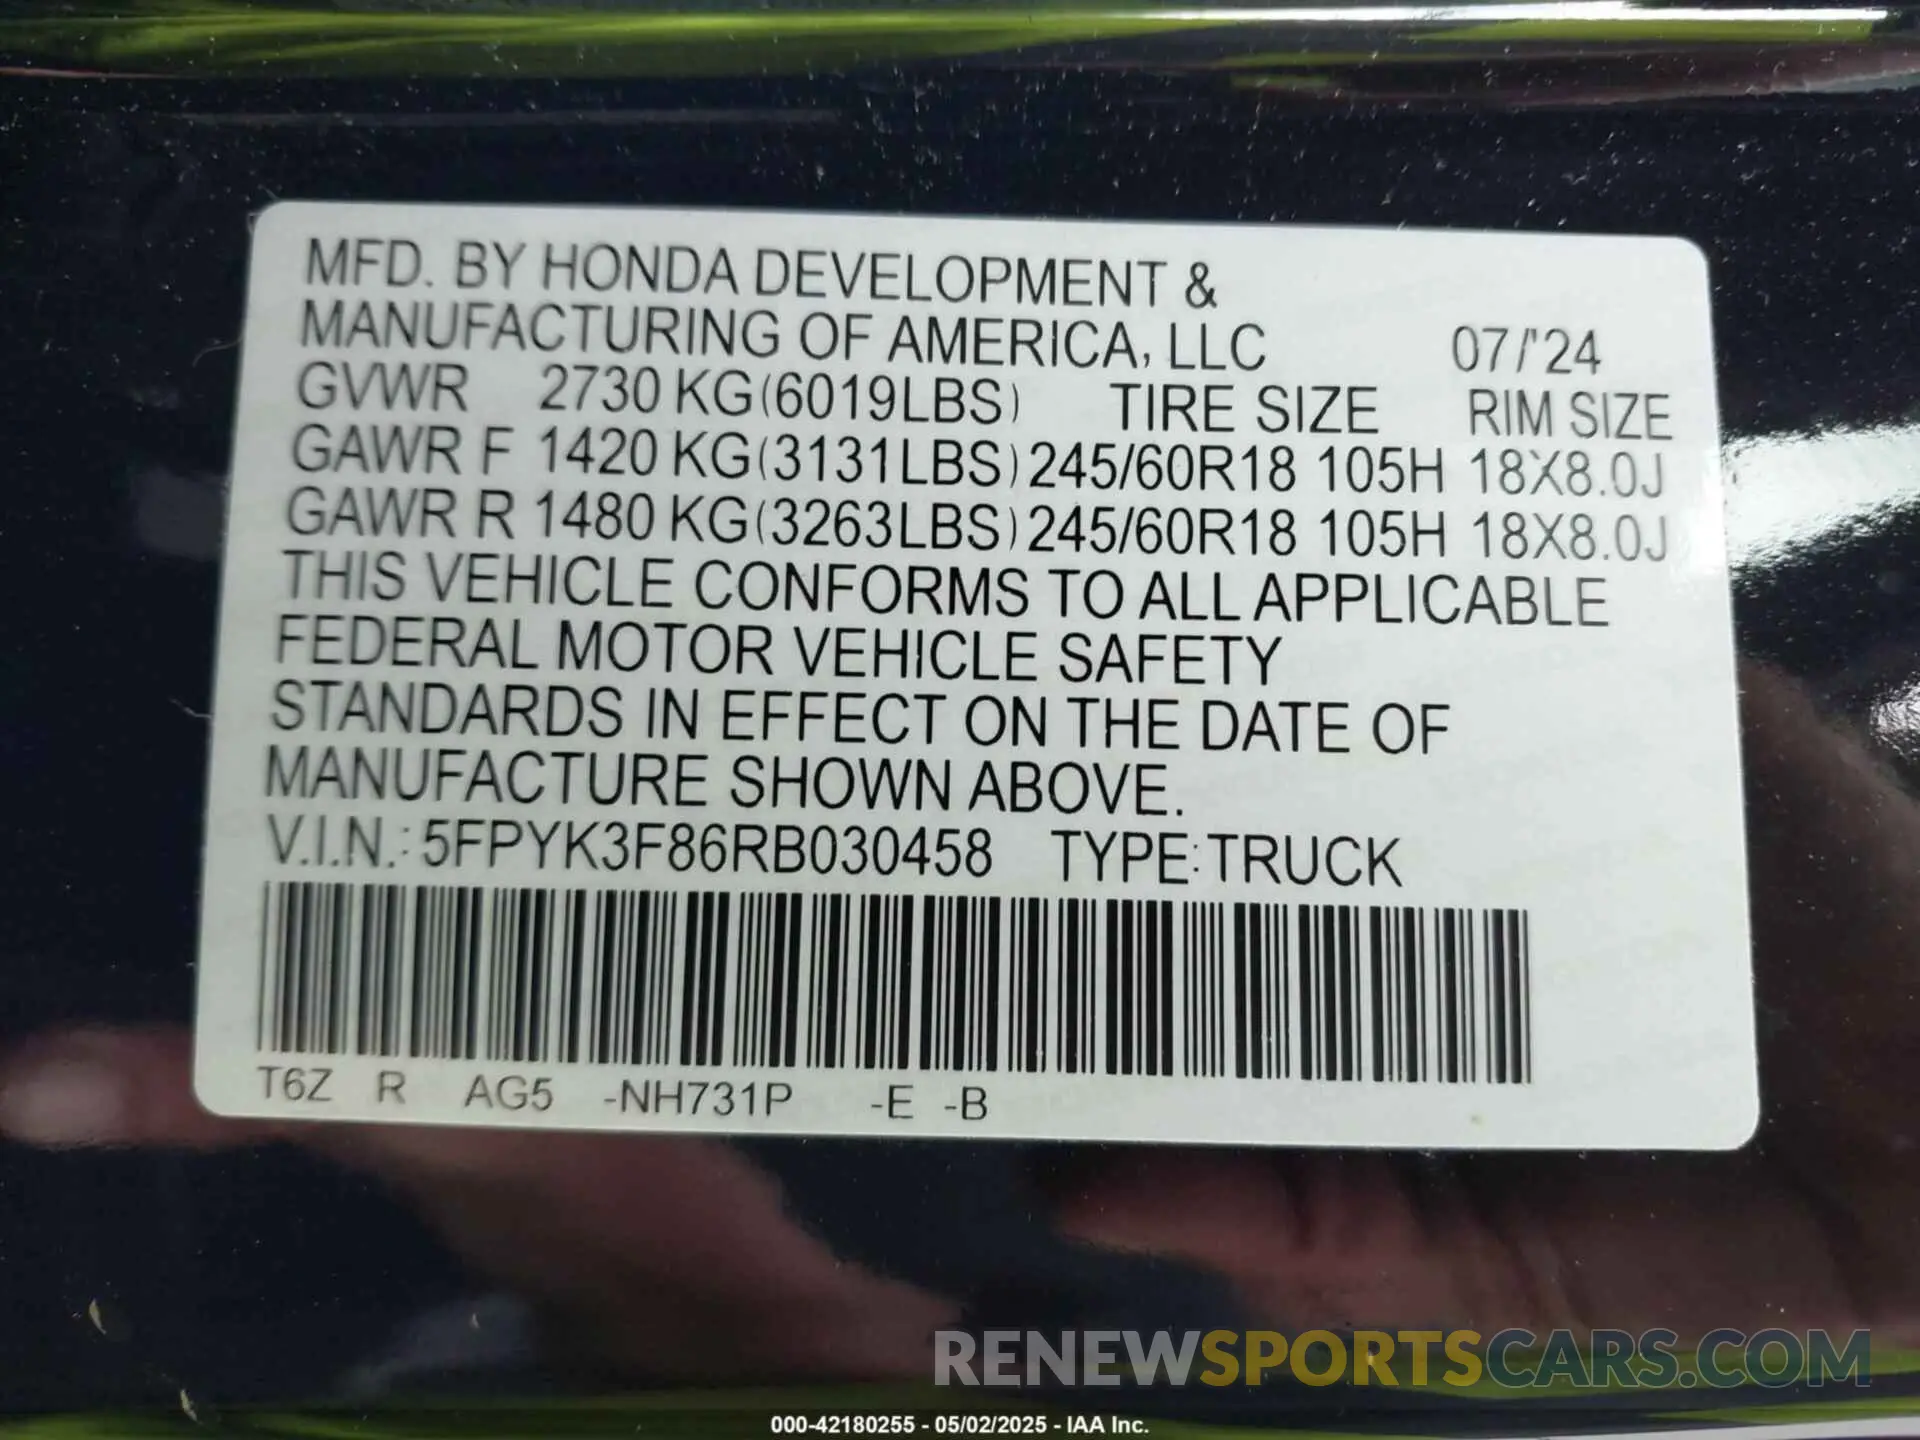 MFD. BY HONDA DEVELOPMENT &
MANUFACTURING OF AMERICA, LLC 07/'24
GVWR 2730 KG(6019LBS) TIRE SIZE RIM SIZE
GAWR F 1420 KG(3131LBS) 245/60R18 105H 18X8.0J
GAWR R 1480 KG(3263LBS) 245/60R18 105H 18X8.0J
THIS VEHICLE CONFORMS TO ALL APPLICABLE
FEDERAL MOTOR VEHICLE SAFETY
STANDARDS IN EFFECT ON THE DATE OF
MANUFACTURE SHOWN ABOVE.
V.I.N.: 5FPYK3F86RB030458 TYPE: TRUCK
T6Z R AG5 -NH731P -E -B
RENEWSPORTSCARS.COM
000-42180255 - 05/02/2025 - IAA Inc.